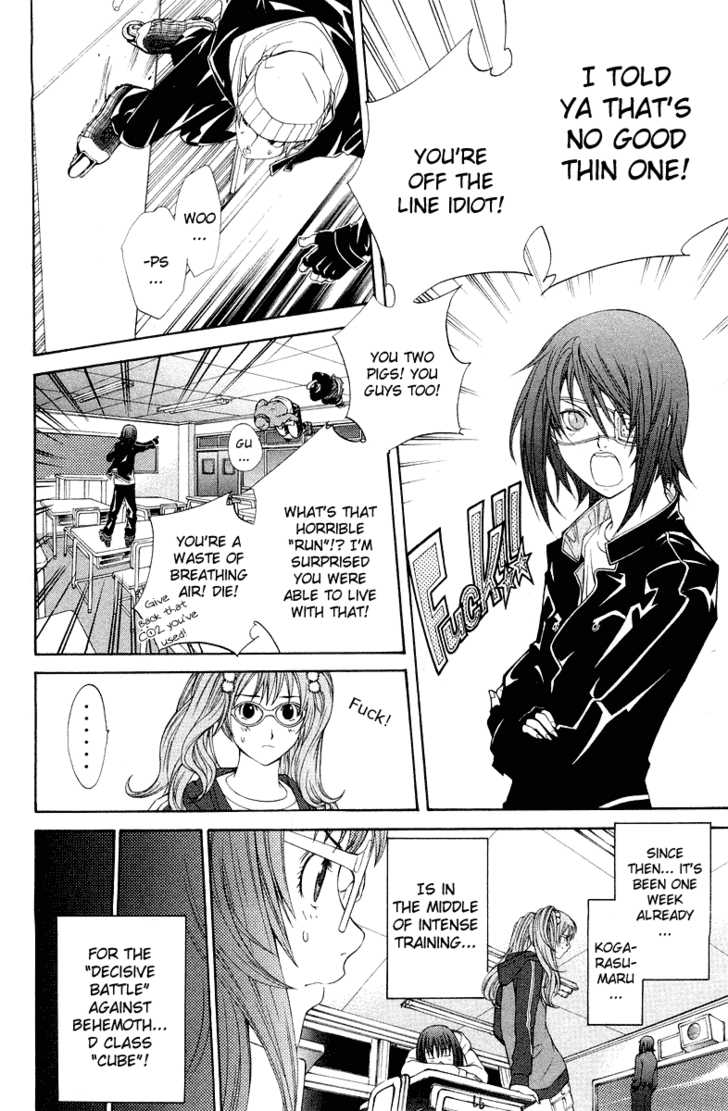 I TOLD
YA THAT'S
NO GOOD
THIN ONE!
YOU'RE
OFF THE
LINE IDIOT!
WOO
...
-PS
...
YOU TWO
PIGS! YOU
GUYS TOO!
Fuck!!
GU
...
WHAT'S THAT
HORRIBLE
"RUN"!? I'M
SURPRISED
YOU WERE
ABLE TO LIVE
WITH THAT!
YOU'RE A
WASTE OF
BREATHING
AIR! DIE!
Give
Back that
CO2 you've
used!
Fuck!
......
SINCE
THEN... IT'S
BEEN ONE
WEEK
ALREADY
...
KOGA-
RASU-
MARU
...
IS IN
THE MIDDLE
OF INTENSE
TRAINING...
FOR THE
"DECISIVE
BATTLE"
AGAINST
BEHEMOTH...
D CLASS
"CUBE"!